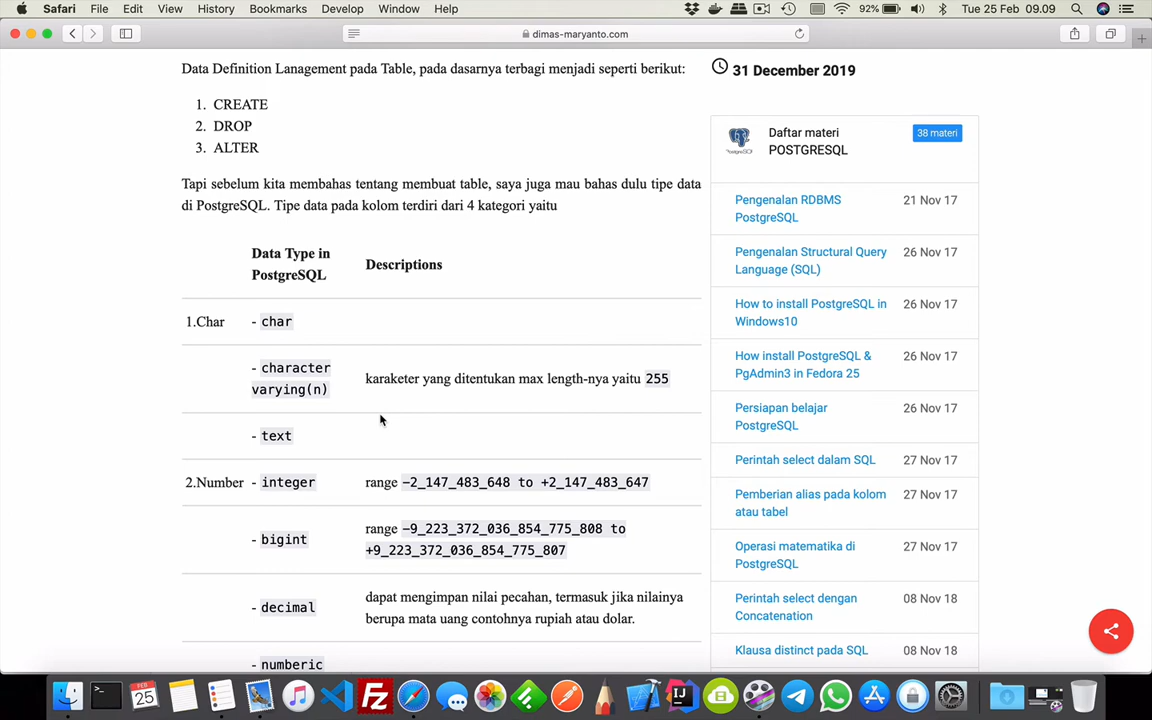 Safari File Edit View History Bookmarks Develop Window Help 92% Tue 25 Feb 09.09
dimas-maryanto.com
Data Definition Lanagement pada Table, pada dasarnya terbagi menjadi seperti berikut:
1. CREATE
2. DROP
3. ALTER
Tapi sebelum kita membahas tentang membuat table, saya juga mau bahas dulu tipe data
di PostgreSQL. Tipe data pada kolom terdiri dari 4 kategori yaitu
Data Type in
PostgreSQL
Descriptions
1.Char - char
- character
varying(n)
karaketer yang ditentukan max length-nya yaitu 255
- text
2.Number - integer range −2_147_483_648 to +2_147_483_647
- bigint
range −9_223_372_036_854_775_808 to
+9_223_372_036_854_775_807
- decimal
dapat mengimpan nilai pecahan, termasuk jika nilainya
berupa mata uang contohnya rupiah atau dolar.
- numberic
31 December 2019
Daftar materi
POSTGRESQL
38 materi
Pengenalan RDBMS
PostgreSQL
21 Nov 17
Pengenalan Structural Query
Language (SQL)
26 Nov 17
How to install PostgreSQL in
Windows10
26 Nov 17
How install PostgreSQL &
PgAdmin3 in Fedora 25
26 Nov 17
Persiapan belajar
PostgreSQL
26 Nov 17
Perintah select dalam SQL 27 Nov 17
Pemberian alias pada kolom
atau tabel
27 Nov 17
Operasi matematika di
PostgreSQL
27 Nov 17
Perintah select dengan
Concatenation
08 Nov 18
Klausa distinct pada SQL 08 Nov 18
FEB
25